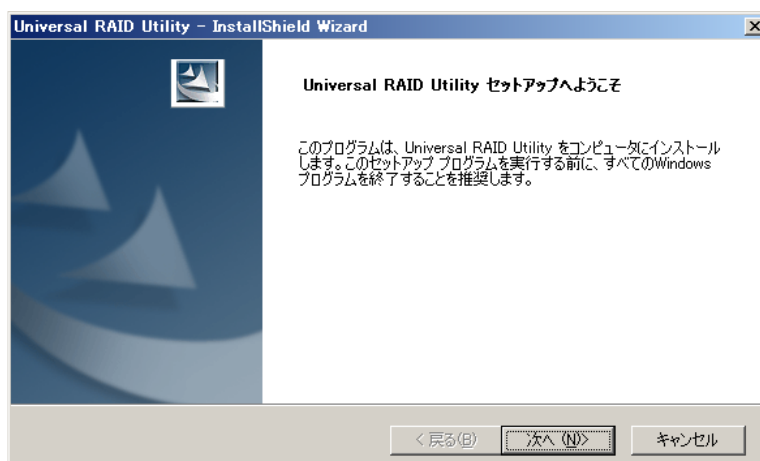 Universal RAID Utility - InstallShield Wizard
Universal RAID Utility セットアップへようこそ
このプログラムは、Universal RAID Utility をコンピュータにインストール
します。このセットアップ プログラムを実行する前に、すべてのWindows
プログラムを終了することを推奨します。
< 戻る(B) 次へ (N)> キャンセル